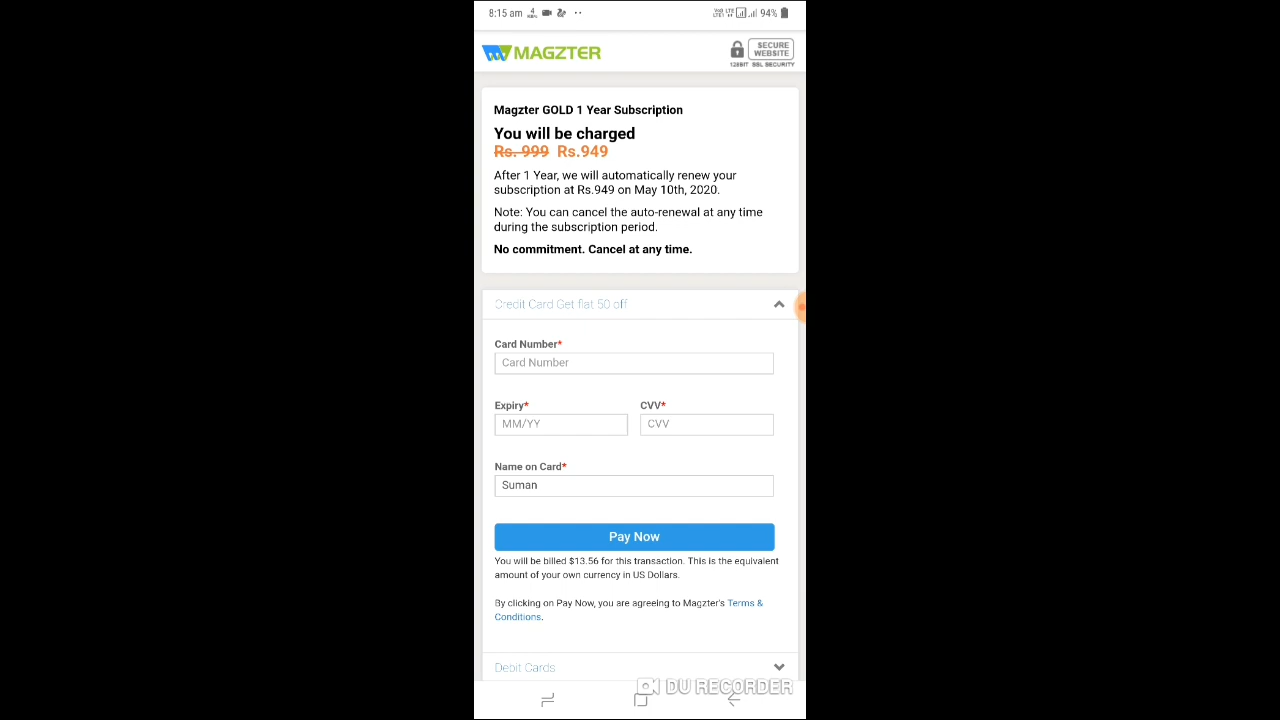 8:15 am 4 94%
MAGZTER
SECURE
WEBSITE
128BIT SSL SECURITY
Magzter GOLD 1 Year Subscription
You will be charged
Rs. 999 Rs.949
After 1 Year, we will automatically renew your
subscription at Rs.949 on May 10th, 2020.
Note: You can cancel the auto-renewal at any time
during the subscription period.
No commitment. Cancel at any time.
Credit Card Get flat 50 off
Card Number*
Card Number
Expiry* CVV*
MM/YY CVV
Name on Card*
Suman
Pay Now
You will be billed $13.56 for this transaction. This is the equivalent
amount of your own currency in US Dollars.
By clicking on Pay Now, you are agreeing to Magzter's Terms &
Conditions.
Debit Cards
DU RECORDER